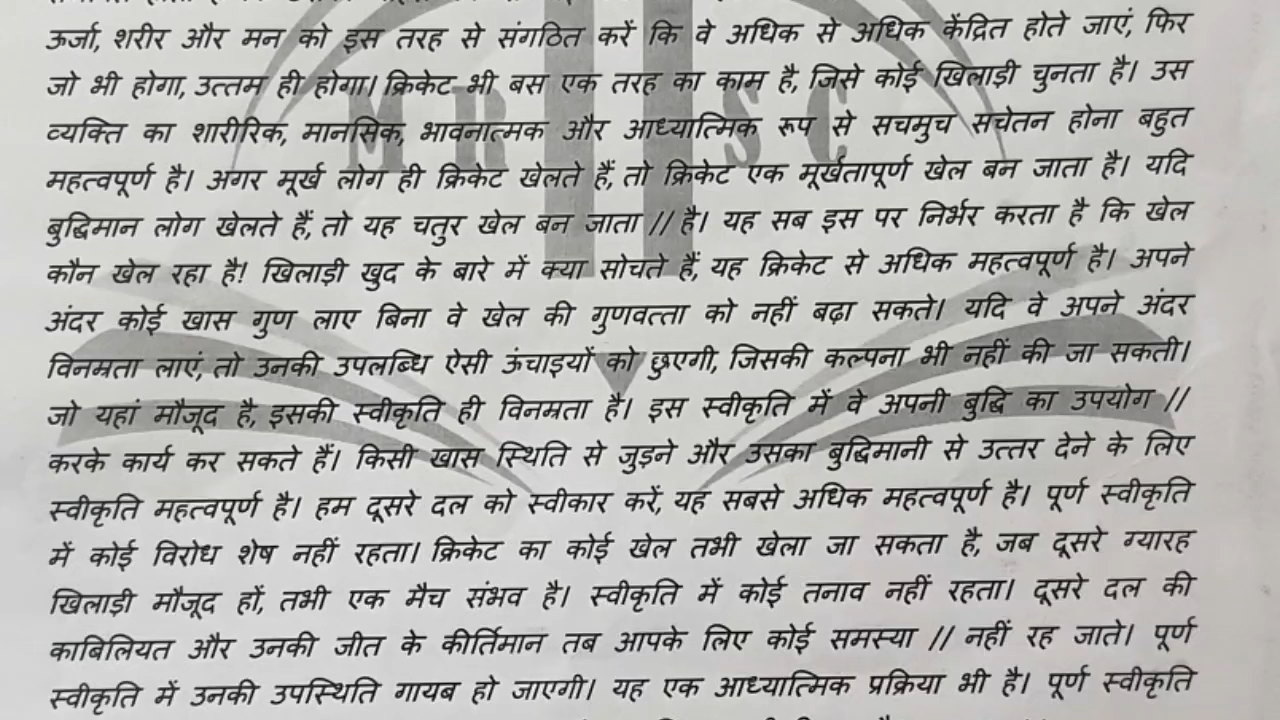 ऊर्जा, शरीर और मन को इस तरह से संगठित करें कि वे अधिक से अधिक केंद्रित होते जाएं, फिर
जो भी होगा, उत्तम ही होगा। क्रिकेट भी बस एक तरह का काम है, जिसे कोई खिलाड़ी चुनता है। उस
व्यक्ति का शारीरिक, मानसिक, भावनात्मक और आध्यात्मिक रूप से सचमुच सचेतन होना बहुत
महत्वपूर्ण है। अगर मूर्ख लोग ही क्रिकेट खेलते हैं, तो क्रिकेट एक मूर्खतापूर्ण खेल बन जाता है। यदि
बुद्धिमान लोग खेलते हैं, तो यह चतुर खेल बन जाता // है। यह सब इस पर निर्भर करता है कि खेल
कौन खेल रहा है! खिलाड़ी खुद के बारे में क्या सोचते हैं, यह क्रिकेट से अधिक महत्वपूर्ण है। अपने
अंदर कोई खास गुण लाए बिना वे खेल की गुणवत्ता को नहीं बढ़ा सकते। यदि वे अपने अंदर
विनम्रता लाएं, तो उनकी उपलब्धि ऐसी ऊंचाइयों को छुएगी, जिसकी कल्पना भी नहीं की जा सकती।
जो यहां मौजूद है, इसकी स्वीकृति ही विनम्रता है। इस स्वीकृति में वे अपनी बुद्धि का उपयोग //
करके कार्य कर सकते हैं। किसी खास स्थिति से जुड़ने और उसका बुद्धिमानी से उत्तर देने के लिए
स्वीकृति महत्वपूर्ण है। हम दूसरे दल को स्वीकार करें, यह सबसे अधिक महत्वपूर्ण है। पूर्ण स्वीकृति
में कोई विरोध शेष नहीं रहता। क्रिकेट का कोई खेल तभी खेला जा सकता है, जब दूसरे ग्यारह
खिलाड़ी मौजूद हों, तभी एक मैच संभव है। स्वीकृति में कोई तनाव नहीं रहता। दूसरे दल की
काबिलियत और उनकी जीत के कीर्तिमान तब आपके लिए कोई समस्या // नहीं रह जाते। पूर्ण
स्वीकृति में उनकी उपस्थिति गायब हो जाएगी। यह एक आध्यात्मिक प्रक्रिया भी है। पूर्ण स्वीकृति